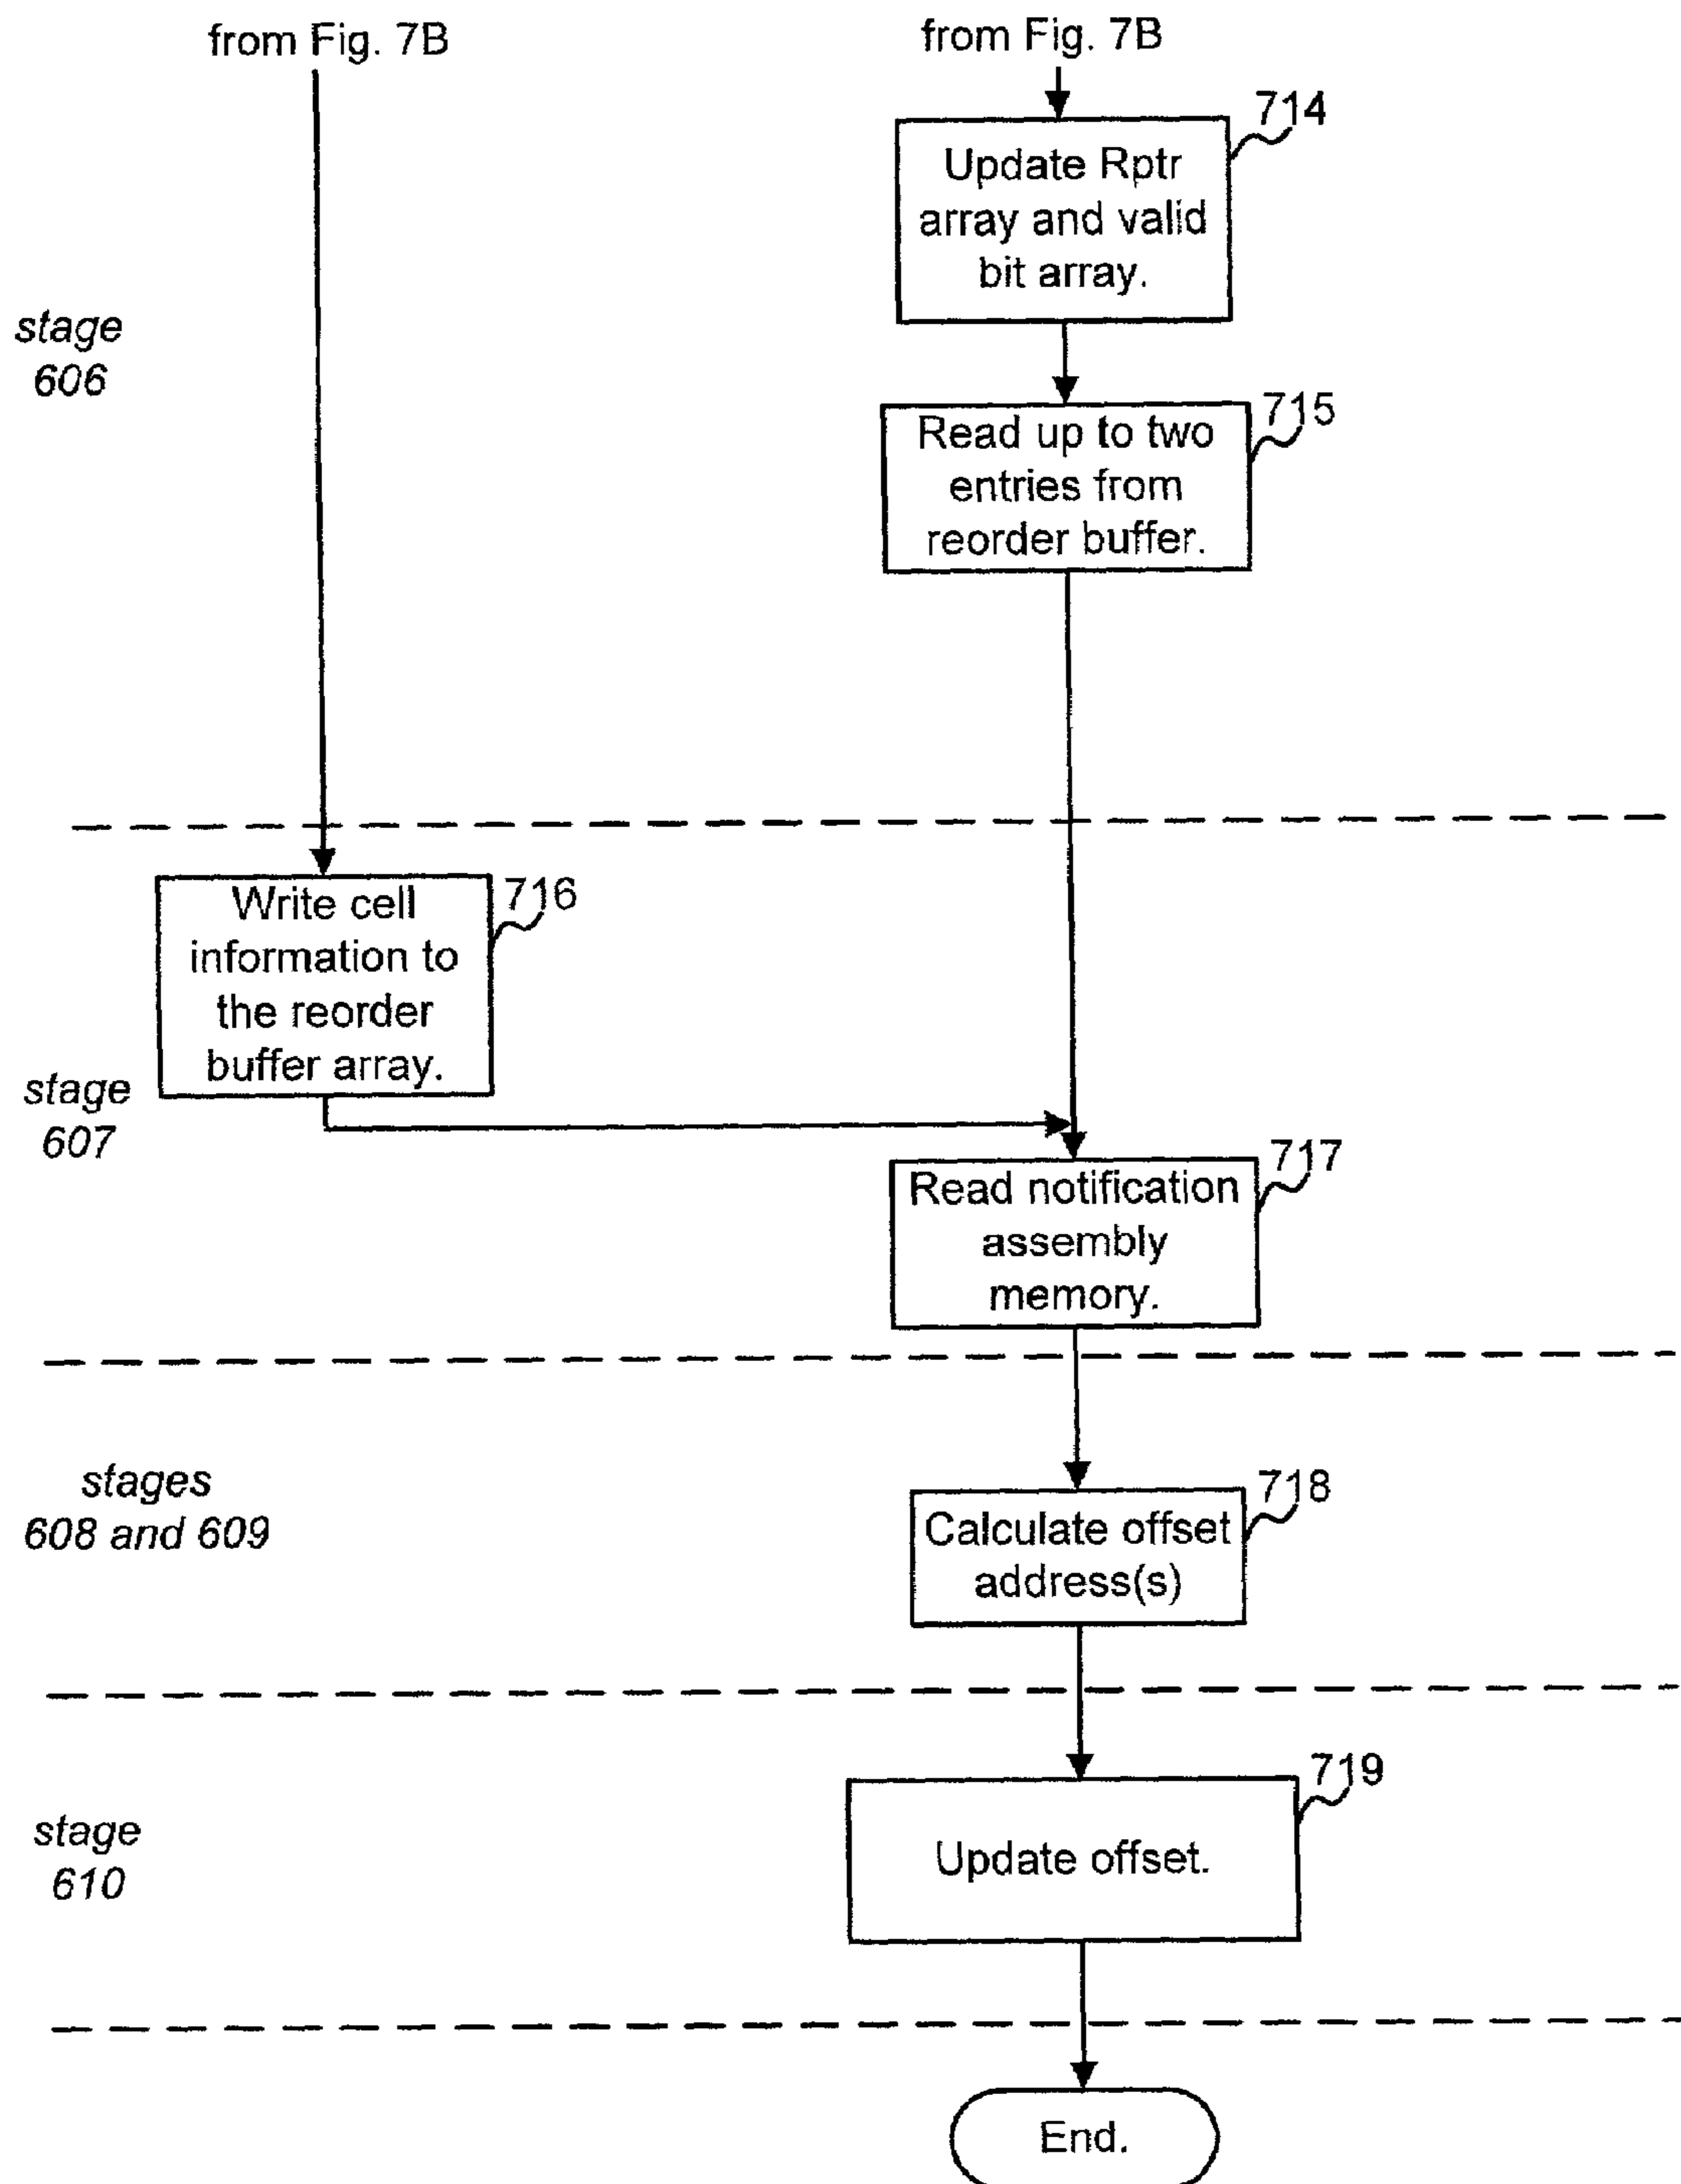 from Fig. 7B
from Fig. 7B
714
Update Rptr
array and valid
bit array.
stage
606
715
Read up to two
entries from
reorder buffer.
716
Write cell
information to
the reorder
buffer array.
stage
607
717
Read notification
assembly
memory.
stages
608 and 609
718
Calculate offset
address(s)
719
Update offset.
stage
610
End.